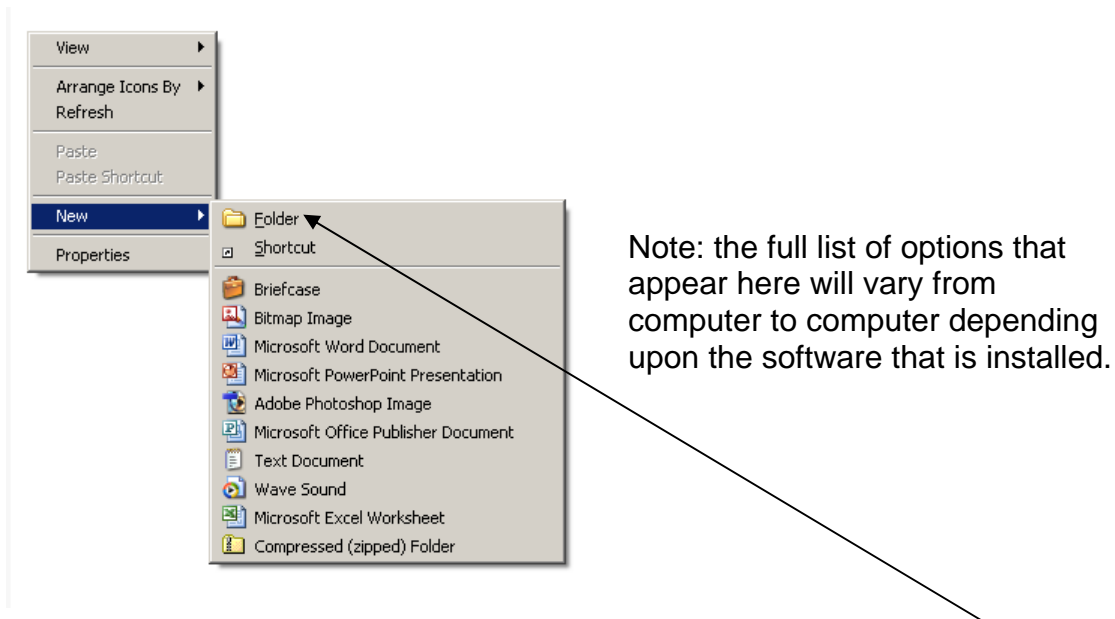 View
Arrange Icons By
Refresh
Paste
Paste Shortcut
New
Properties
Folder
Shortcut
Briefcase
Bitmap Image
Microsoft Word Document
Microsoft PowerPoint Presentation
Adobe Photoshop Image
Microsoft Office Publisher Document
Text Document
Wave Sound
Microsoft Excel Worksheet
Compressed (zipped) Folder
Note: the full list of options that
appear here will vary from
computer to computer depending
upon the software that is installed.